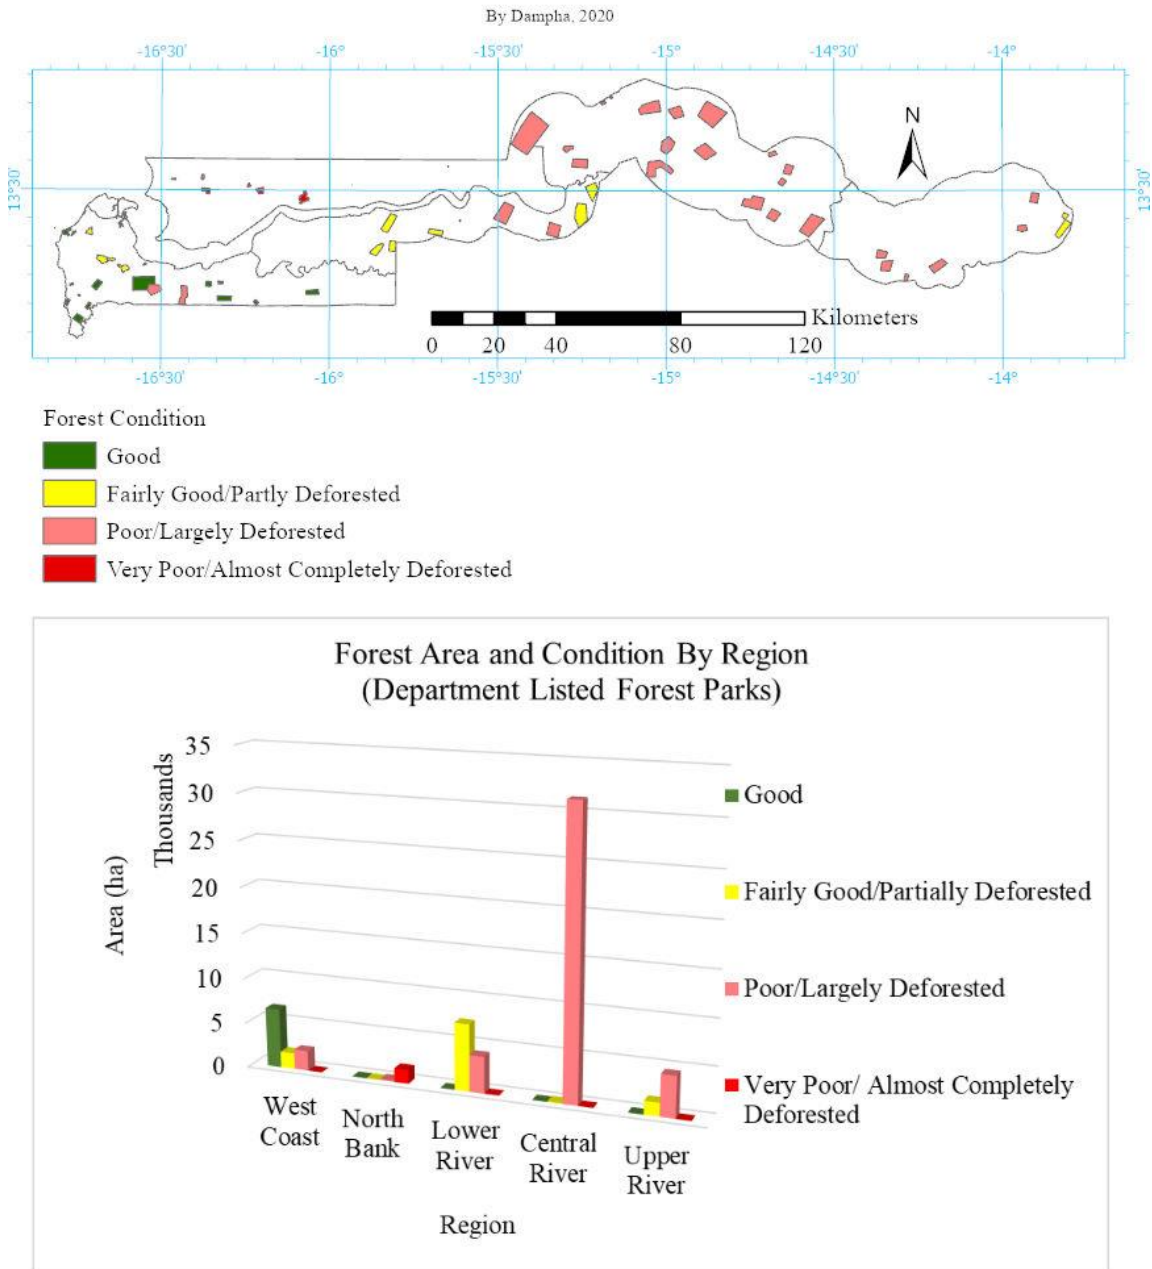 By Dampha, 2020
-16°30' -16° -15°30' -15° -14°30' -14°
N
13°30' 13°30'
Kilometers
0 20 40 80 120
-16°30' -16° -15°30' -15° -14°30' -14°
Forest Condition
Good
Fairly Good/Partly Deforested
Poor/Largely Deforested
Very Poor/Almost Completely Deforested
Forest Area and Condition By Region
(Department Listed Forest Parks)
Area (ha)
Thousands
35
30
25
20
15
10
5
0
West
Coast
North
Bank
Lower
River
Central
River
Upper
River
Region
Good
Fairly Good/Partially Deforested
Poor/Largely Deforested
Very Poor/ Almost Completely
Deforested